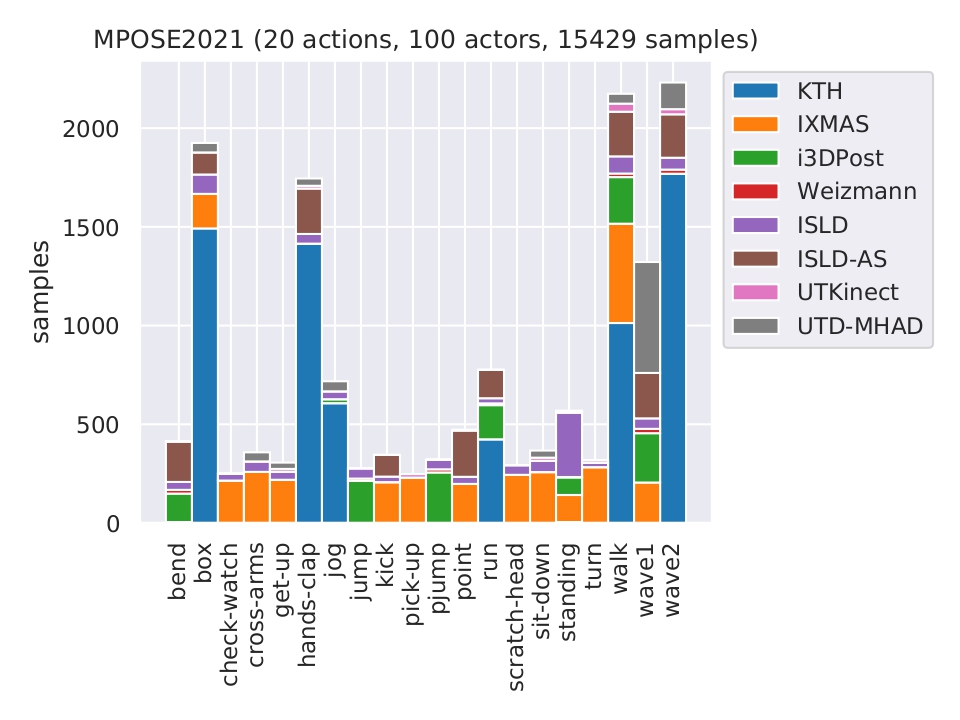 MPOSE2021 (20 actions, 100 actors, 15429 samples)
samples
2000
1500
1000
500
0
bend
box
check-watch
cross-arms
get-up
hands-clap
jog
jump
kick
pick-up
pjump
point
run
scratch-head
sit-down
standing
turn
walk
wave1
wave2
KTH
IXMAS
i3DPost
Weizmann
ISLD
ISLD-AS
UTKinect
UTD-MHAD